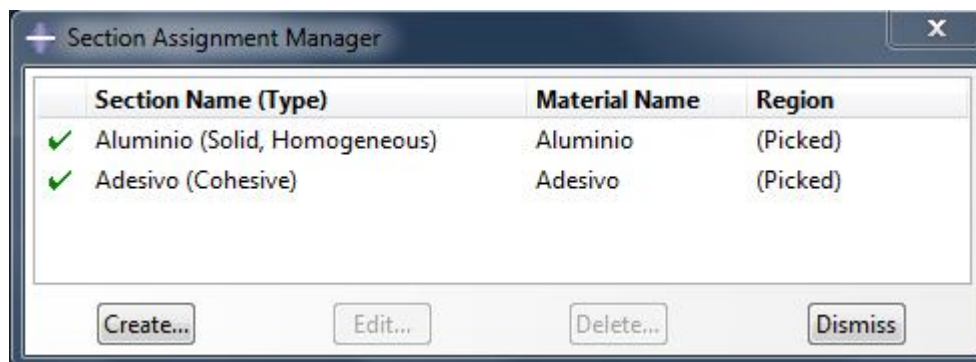 Section Assignment Manager
X
Section Name (Type) Material Name Region
Aluminio (Solid, Homogeneous) Aluminio (Picked)
Adesivo (Cohesive) Adesivo (Picked)
Create... Edit... Delete... Dismiss